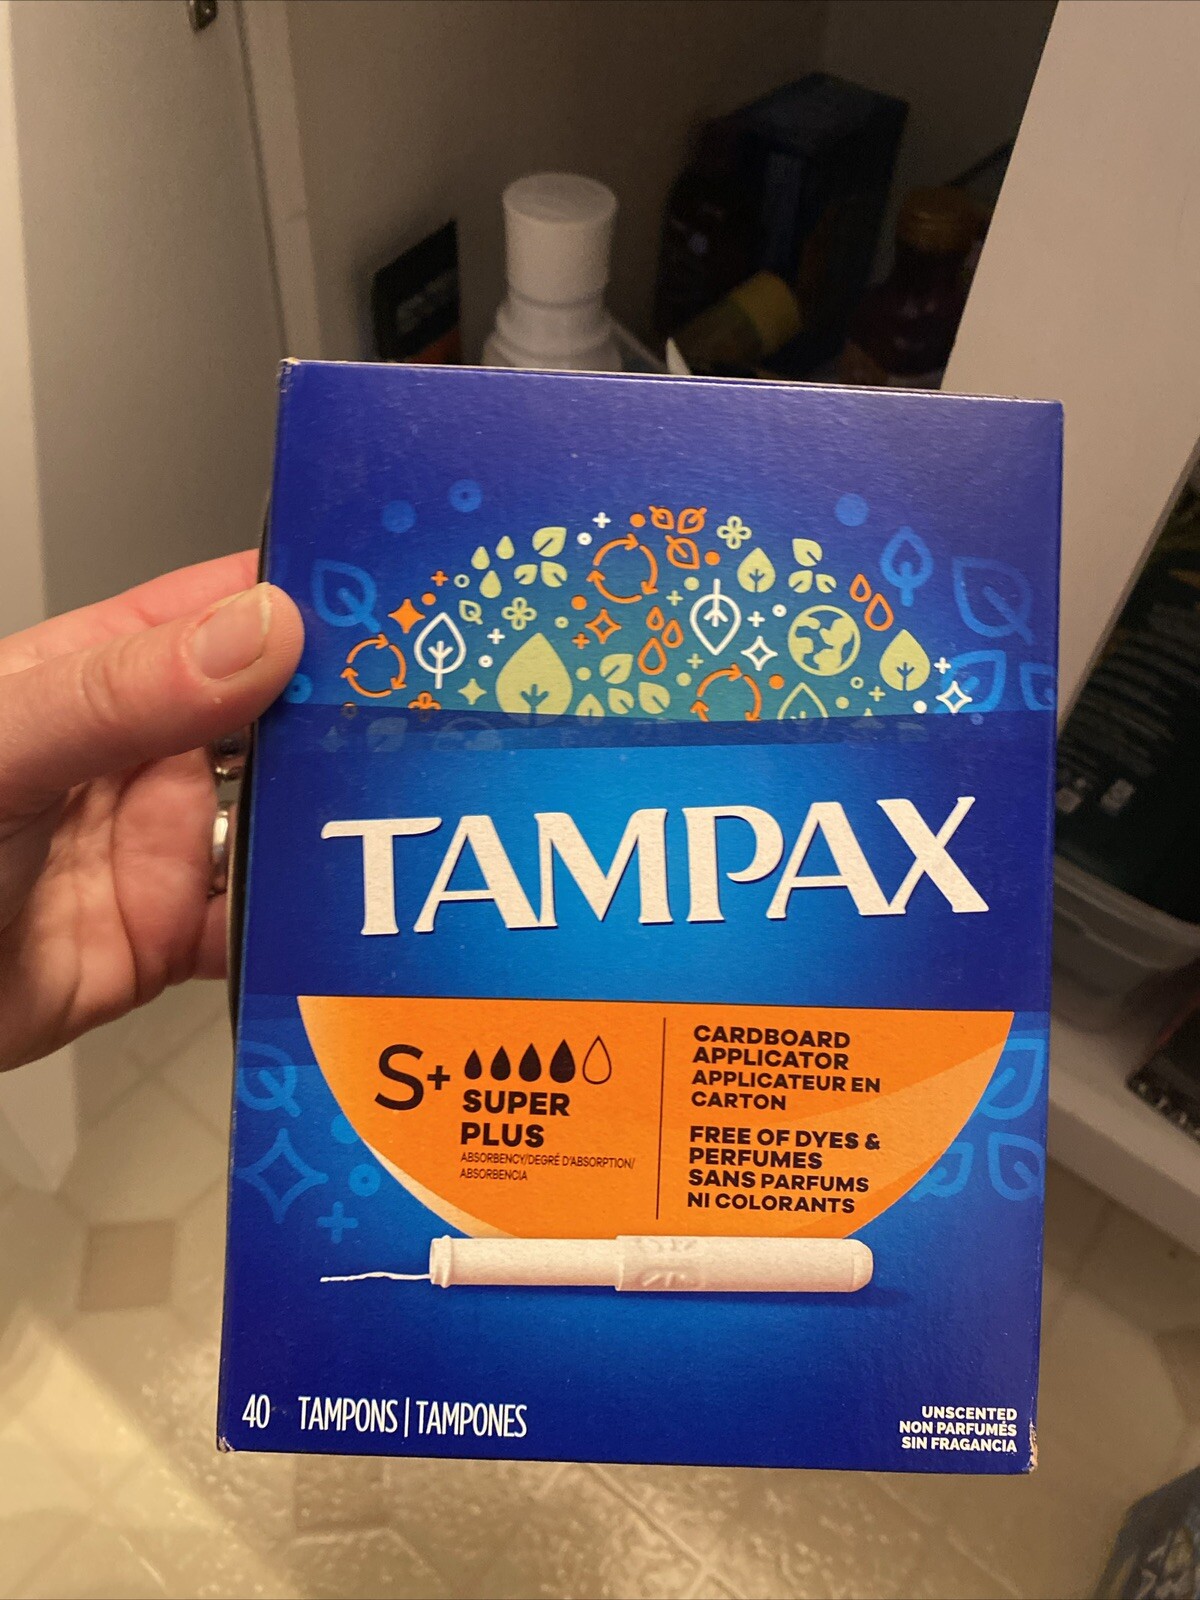 TAMPAX
S+
SUPER
PLUS
ABSORBENCY/DEGRÉ D'ABSORPTION/
ABSORBENCIA
CARDBOARD
APPLICATOR
APPLICATEUR EN
CARTON
FREE OF DYES &
PERFUMES
SANS PARFUMS
NI COLORANTS
40 TAMPONS | TAMPONES
UNSCENTED
NON PARFUMÉS
SIN FRAGANCIA